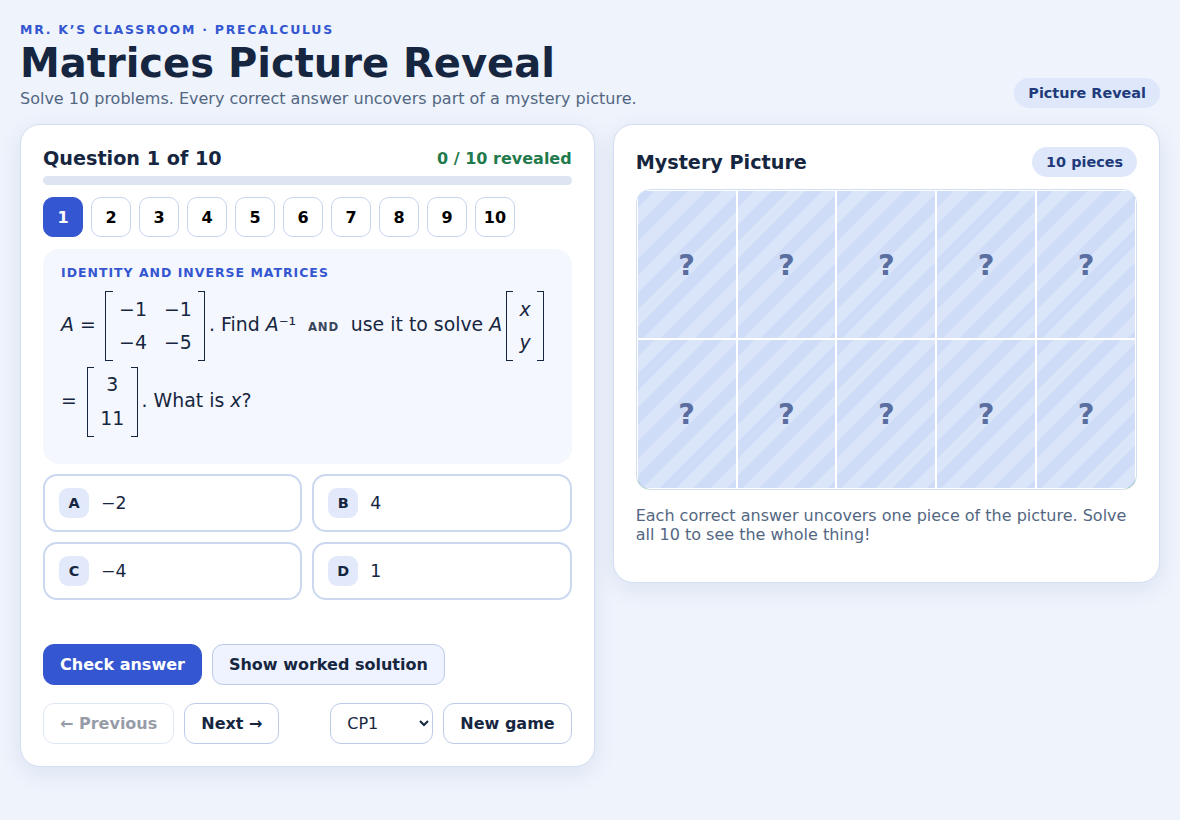 MR. K’S CLASSROOM · PRECALCULUS
Matrices Picture Reveal
Solve 10 problems. Every correct answer uncovers part of a mystery picture.
Picture Reveal
Question 1 of 10
0 / 10 revealed
1 2 3 4 5 6 7 8 9 10
IDENTITY AND INVERSE MATRICES
A = [−1 −1; −4 −5]. Find A⁻¹ AND use it to solve A [x; y]
= [3; 11]. What is x?
A −2
B 4
C −4
D 1
Check answer
Show worked solution
← Previous
Next →
CP1
New game
Mystery Picture
10 pieces
? ? ? ? ?
? ? ? ? ?
Each correct answer uncovers one piece of the picture. Solve
all 10 to see the whole thing!